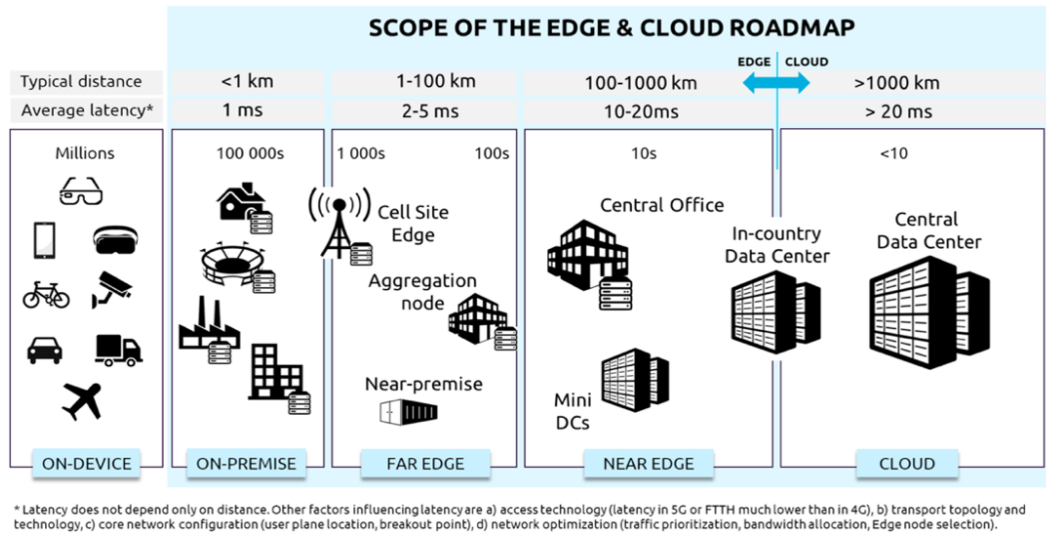 SCOPE OF THE EDGE & CLOUD ROADMAP
EDGE CLOUD
Typical distance <1 km 1-100 km 100-1000 km >1000 km
Average latency* 1 ms 2-5 ms 10-20ms > 20 ms
Millions 100 000s 1 000s 100s 10s <10
Cell Site
Edge
Aggregation
node
Near-premise
Central Office
Mini
DCs
In-country
Data Center
Central
Data Center
ON-DEVICE ON-PREMISE FAR EDGE NEAR EDGE CLOUD
* Latency does not depend only on distance. Other factors influencing latency are a) access technology (latency in 5G or FTTH much lower than in 4G), b) transport topology and
technology, c) core network configuration (user plane location, breakout point), d) network optimization (traffic prioritization, bandwidth allocation, Edge node selection).